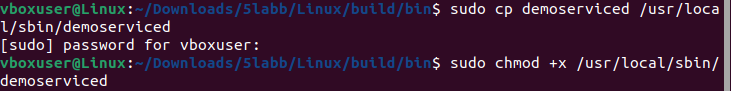 vboxuser@Linux:~/Downloads/5labb/Linux/build/bin$ sudo cp demoserviced /usr/loca
l/sbin/demoserviced
[sudo] password for vboxuser:
vboxuser@Linux:~/Downloads/5labb/Linux/build/bin$ sudo chmod +x /usr/local/sbin/
demoserviced